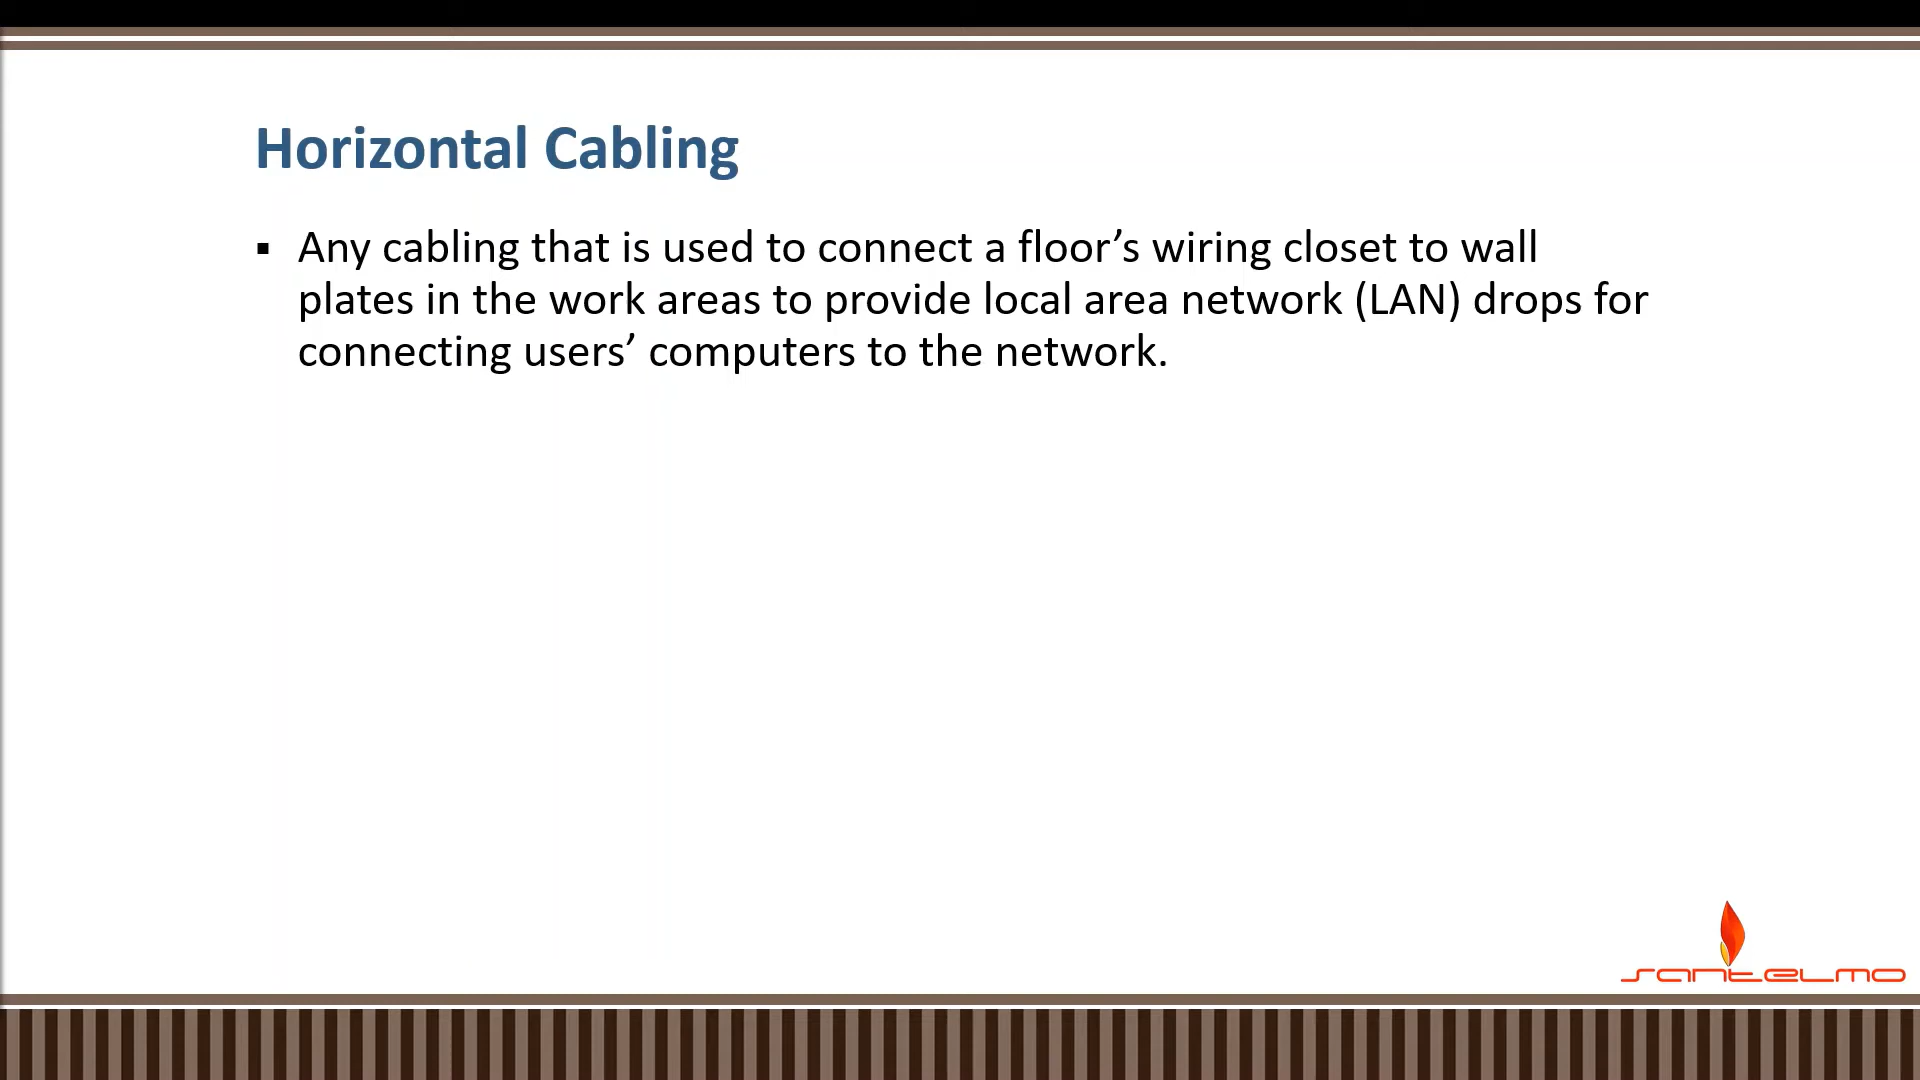 Horizontal Cabling
▪ Any cabling that is used to connect a floor’s wiring closet to wall
plates in the work areas to provide local area network (LAN) drops for
connecting users’ computers to the network.
santelmo